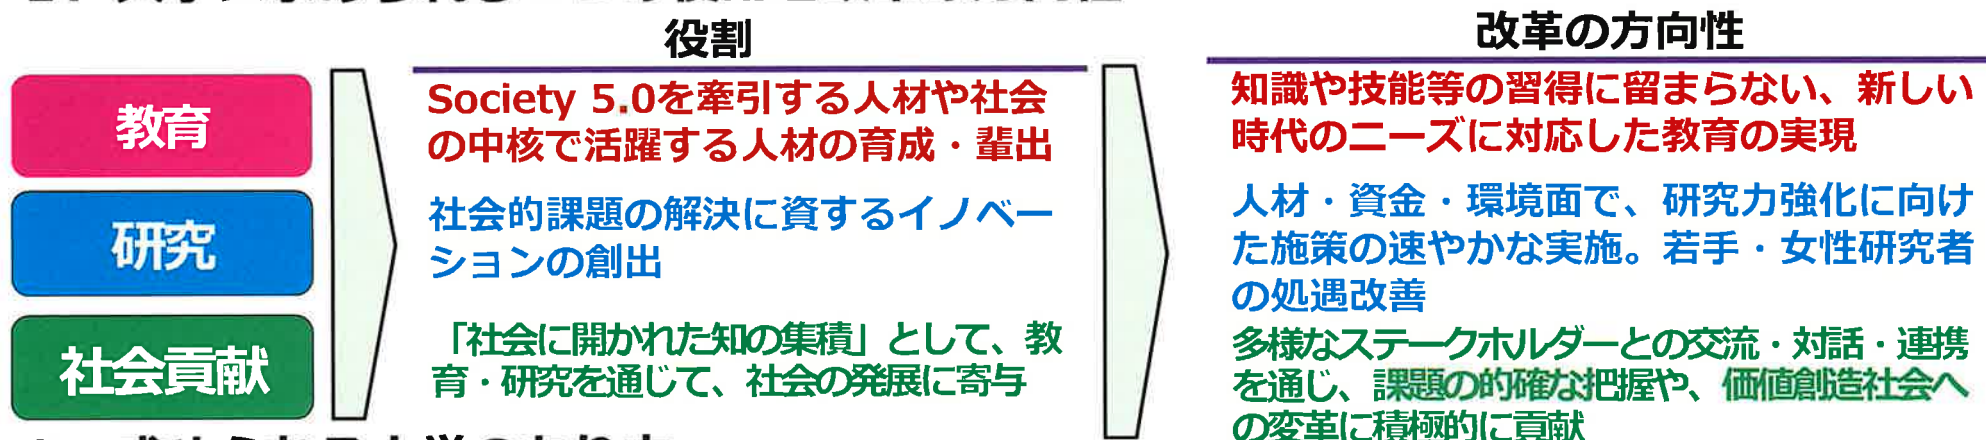 役割
改革の方向性
教育
Society 5.0を牽引する人材や社会
の中核で活躍する人材の育成・輩出
知識や技能等の習得に留まらない、新しい
時代のニーズに対応した教育の実現
研究
社会的課題の解決に資するイノベー
ションの創出
人材・資金・環境面で、研究力強化に向け
た施策の速やかな実施。若手・女性研究者
の処遇改善
社会貢献
「社会に開かれた知の集積」として、教
育・研究を通じて、社会の発展に寄与
多様なステークホルダーとの交流・対話・連携
を通じ、課題の的確な把握や、価値創造社会へ
の変革に積極的に貢献